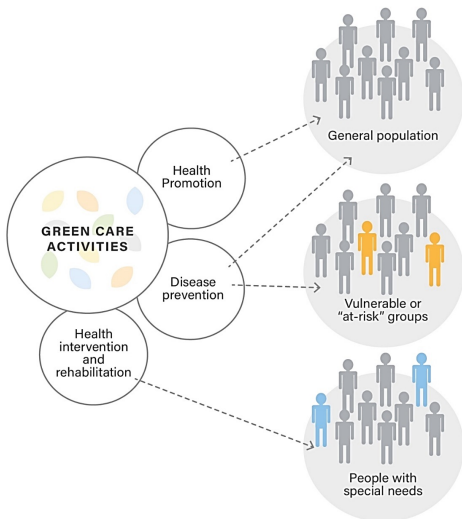 General population
Health
Promotion
GREEN CARE
ACTIVITIES
Disease
prevention
Vulnerable or
"at-risk" groups
Health
intervention
and
rehabilitation
People with
special needs